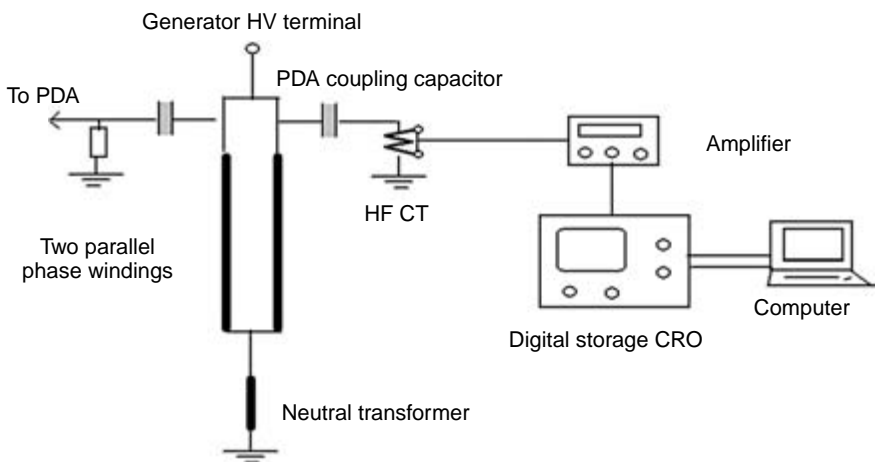 Generator HV terminal
PDA coupling capacitor
To PDA
Amplifier
HF CT
Two parallel
phase windings
Computer
Digital storage CRO
Neutral transformer